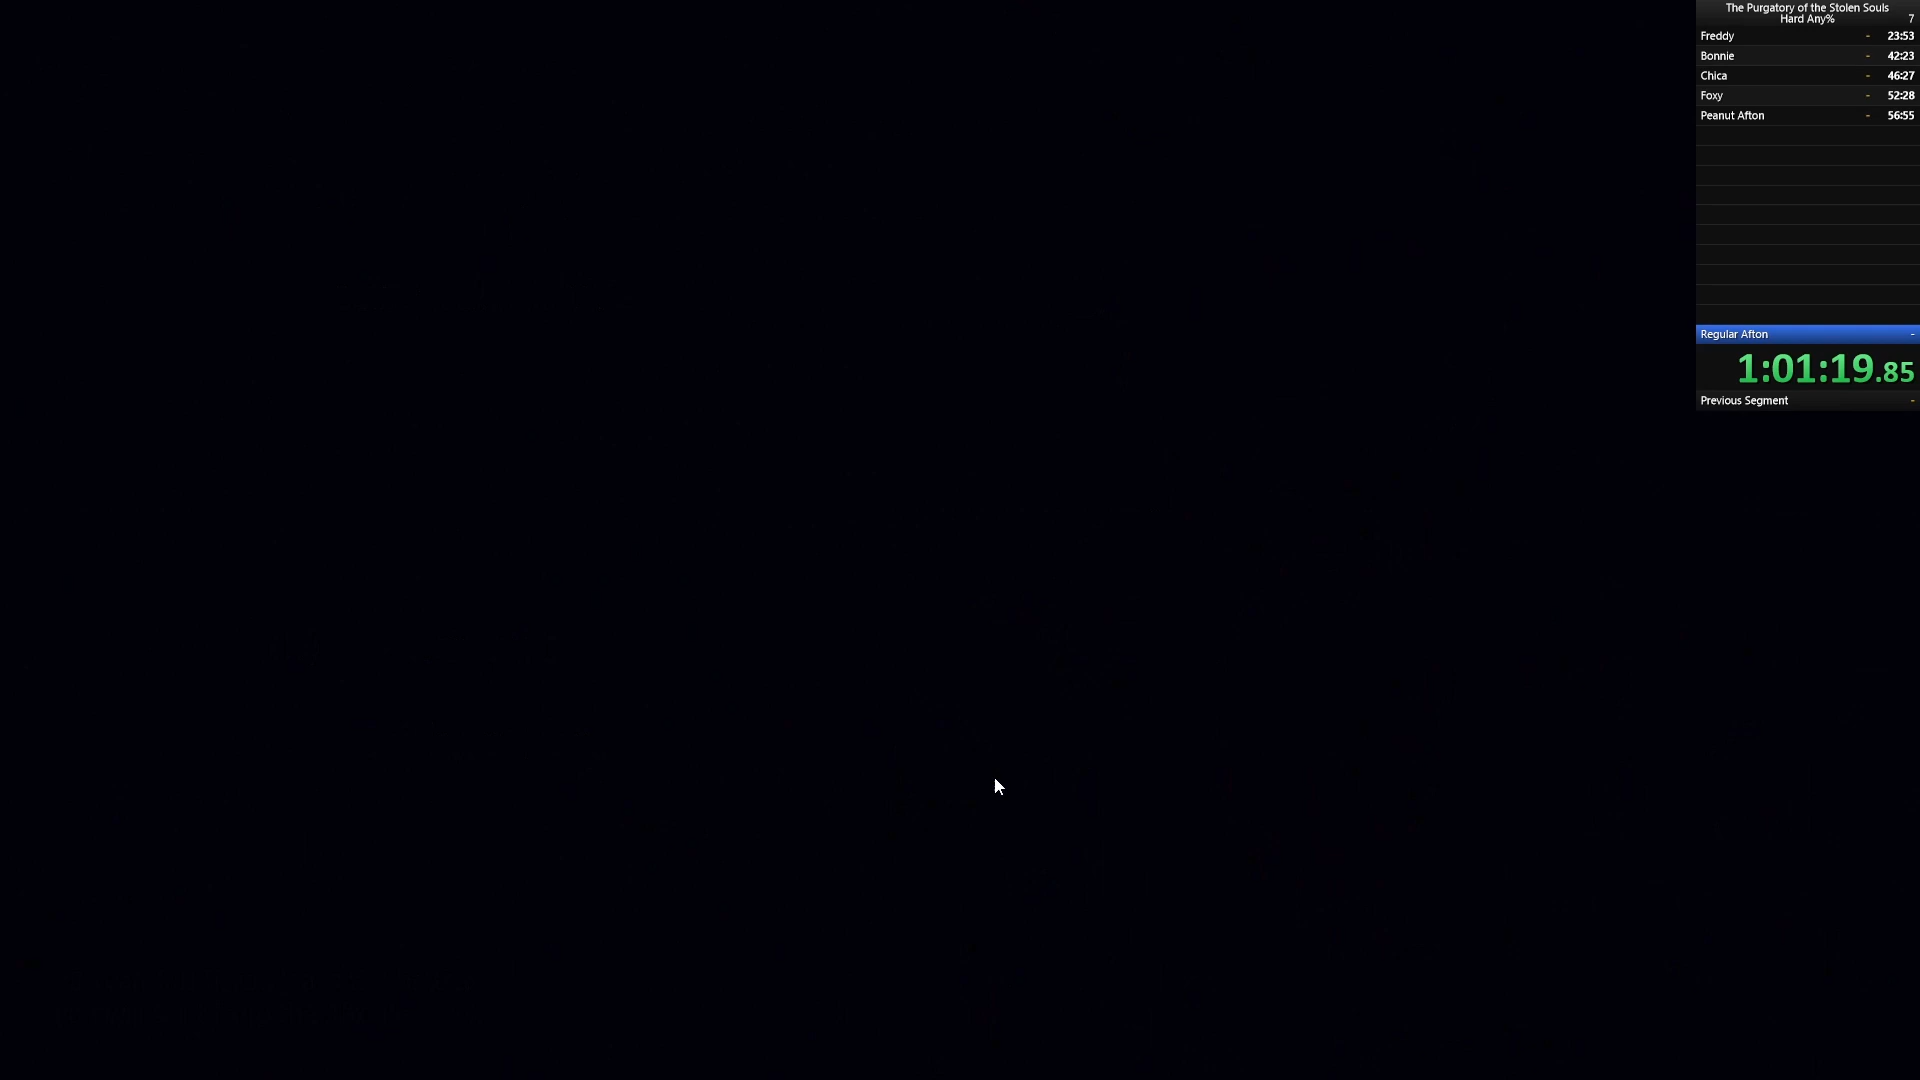 The Purgatory of the Stolen Souls
Hard Any% 7
Freddy - 23:53
Bonnie - 42:23
Chica - 46:27
Foxy - 52:28
Peanut Afton - 56:55
Regular Afton -
1:01:19.85
Previous Segment -